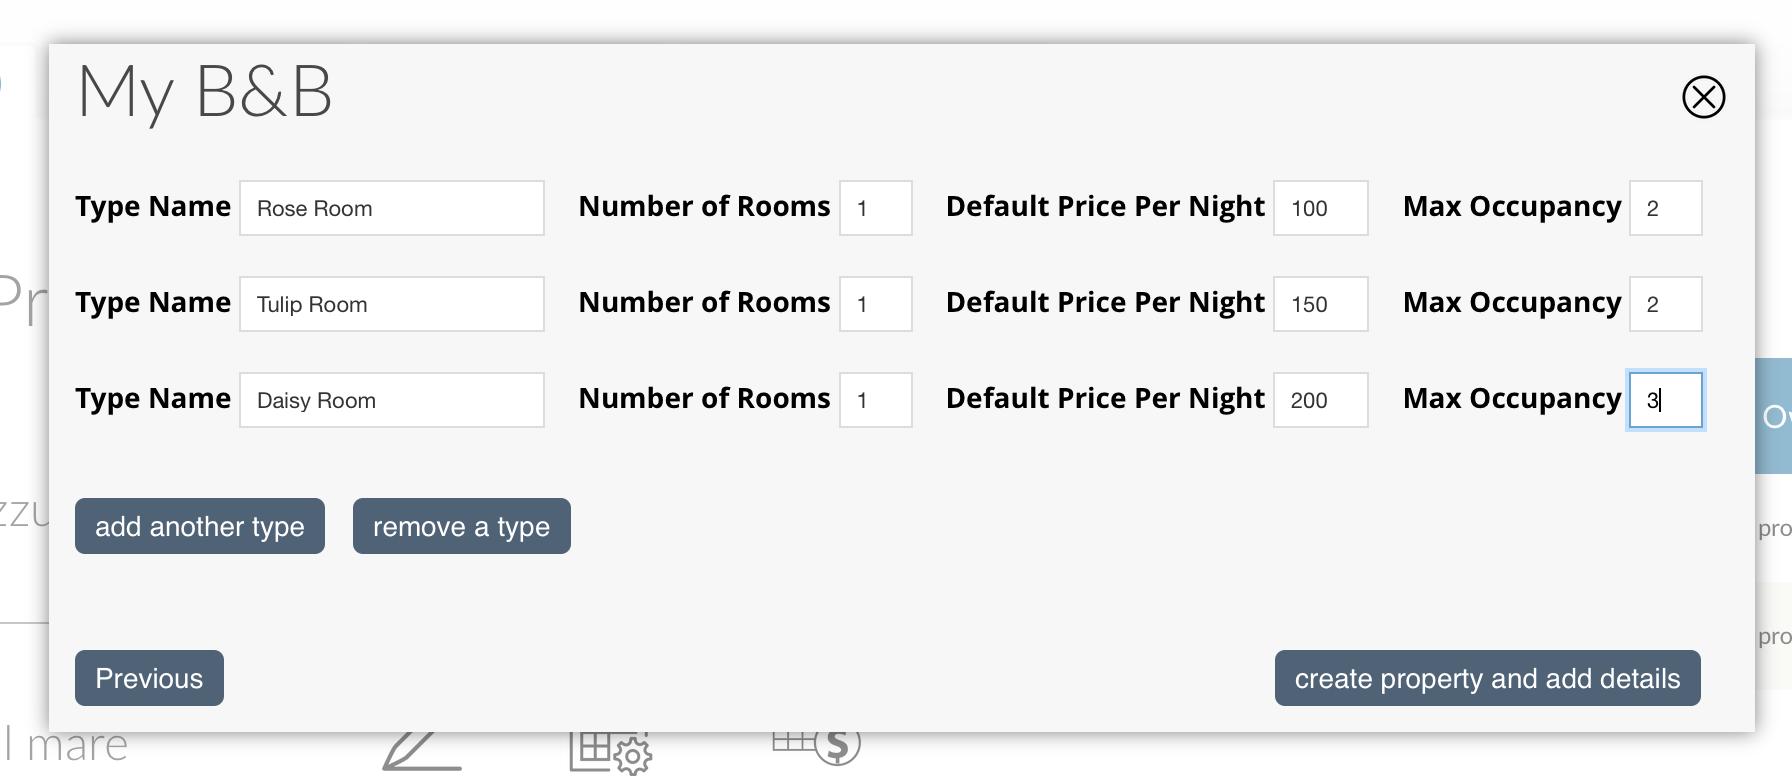 My B&B
Type Name Rose Room Number of Rooms 1 Default Price Per Night 100 Max Occupancy 2
Type Name Tulip Room Number of Rooms 1 Default Price Per Night 150 Max Occupancy 2
Type Name Daisy Room Number of Rooms 1 Default Price Per Night 200 Max Occupancy 3
add another type remove a type
Previous create property and add details
Pr
zzu
pro
pro
l mare
$